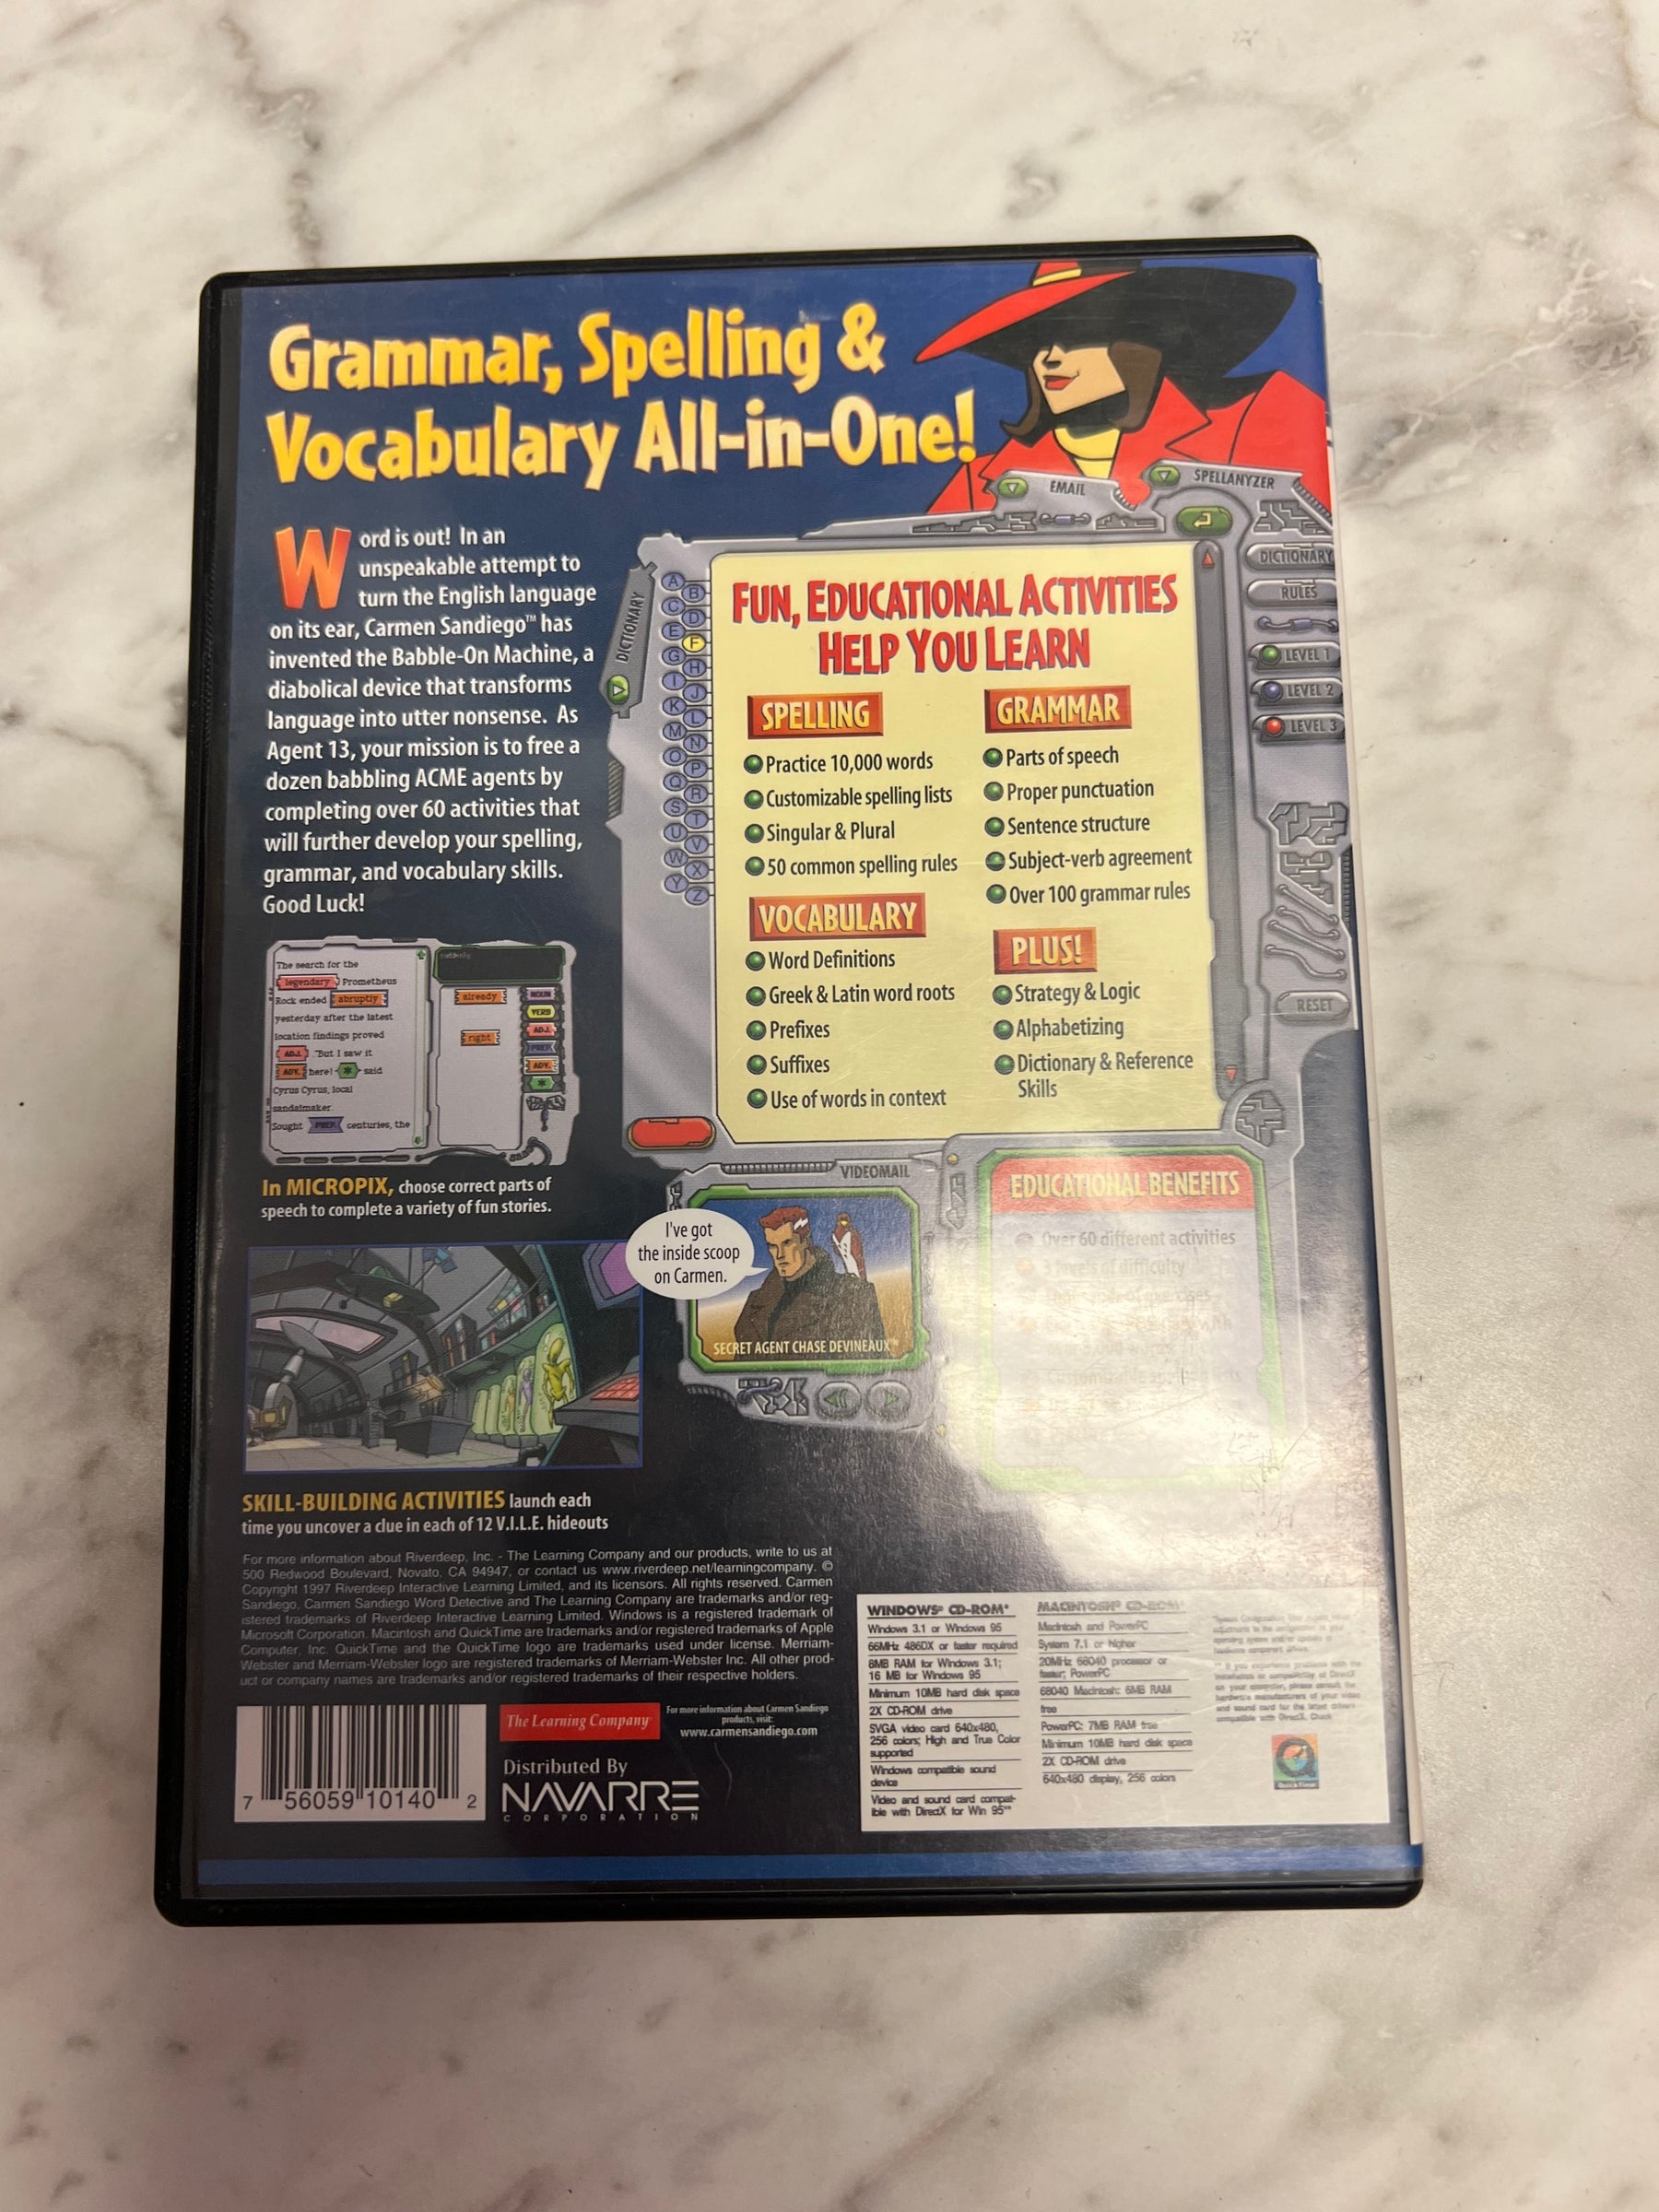 Grammar, Spelling &
Vocabulary All-in-One!
Word is out! In an
unspeakable attempt to
turn the English language
on its ear, Carmen Sandiego™ has
invented the Babble-On Machine, a
diabolical device that transforms
language into utter nonsense. As
Agent 13, your mission is to free a
dozen babbling ACME agents by
completing over 60 activities that
will further develop your spelling,
grammar, and vocabulary skills.
Good Luck!
EMAIL
SPELLANYZER
DICTIONARY
RULES
LEVEL 1
LEVEL 2
LEVEL 3
RESET
DICTIONARY
A
B
C
D
E
F
G
H
I
J
K
L
M
N
O
P
Q
R
S
T
U
V
W
X
Y
Z
FUN, EDUCATIONAL ACTIVITIES
HELP YOU LEARN
SPELLING
Practice 10,000 words
Customizable spelling lists
Singular & Plural
50 common spelling rules
VOCABULARY
Word Definitions
Greek & Latin word roots
Prefixes
Suffixes
Use of words in context
GRAMMAR
Parts of speech
Proper punctuation
Sentence structure
Subject-verb agreement
Over 100 grammar rules
PLUS!
Strategy & Logic
Alphabetizing
Dictionary & Reference
Skills
The search for the
legendary Prometheus
Rock ended abruptly
yesterday after the latest
location findings proved
ADJ. "But I saw it
ADV. here! * said
Cyrus Cyrus, local
sandalmaker.
Sought PREP. centuries, the
suddenly
already
right
NOUN
VERB
ADJ.
PREP.
ADV.
*
In MICROPIX, choose correct parts of
speech to complete a variety of fun stories.
VIDEOMAIL
I've got
the inside scoop
on Carmen.
SECRET AGENT CHASE DEVINEAUX™
EDUCATIONAL BENEFITS
Over 60 different activities
3 levels of difficulty
SKILL-BUILDING ACTIVITIES launch each
time you uncover a clue in each of 12 V.I.L.E. hideouts
For more information about Riverdeep, Inc. - The Learning Company and our products, write to us at
500 Redwood Boulevard, Novato, CA 94947, or contact us www.riverdeep.net/learningcompany. ©
Copyright 1997 Riverdeep Interactive Learning Limited, and its licensors. All rights reserved. Carmen
Sandiego, Carmen Sandiego Word Detective and The Learning Company are trademarks and/or reg-
istered trademarks of Riverdeep Interactive Learning Limited. Windows is a registered trademark of
Microsoft Corporation. Macintosh and QuickTime are trademarks and/or registered trademarks of Apple
Computer, Inc. QuickTime and the QuickTime logo are trademarks used under license. Merriam-
Webster and Merriam-Webster logo are registered trademarks of Merriam-Webster Inc. All other prod-
uct or company names are trademarks and/or registered trademarks of their respective holders.
7 56059 10140 2
The Learning Company
For more information about Carmen Sandiego
products, visit:
www.carmensandiego.com
Distributed By
NAVARRE
CORPORATION
WINDOWS® CD-ROM*
Windows 3.1 or Windows 95
66MHz 486DX or faster required
8MB RAM for Windows 3.1;
16 MB for Windows 95
Minimum 10MB hard disk space
2X CD-ROM drive
SVGA video card 640x480,
256 colors; High and True Color
supported
Windows compatible sound
device
Video and sound card compat-
ible with DirectX for Win 95**
MACINTOSH® CD-ROM*
Macintosh and PowerPC
System 7.1 or higher
20MHz 68040 processor or
faster; PowerPC
68040 Macintosh: 6MB RAM
free
PowerPC: 7MB RAM free
Minimum 10MB hard disk space
2X CD-ROM drive
640x480 display, 256 colors
QuickTime